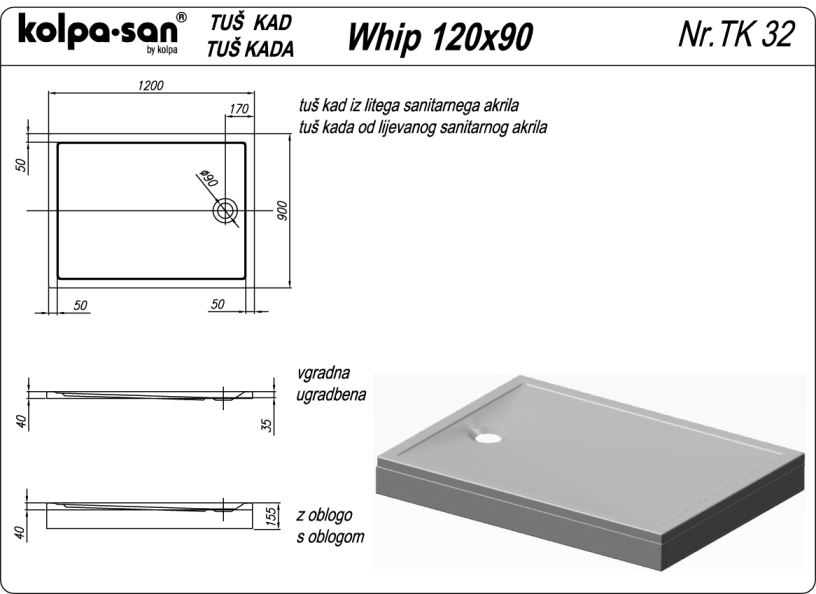 kolpa·san®
by kolpa
TUŠ KAD
TUŠ KADA
Whip 120x90
Nr.TK 32
1200
170
tuš kad iz litega sanitarnega akrila
tuš kada od lijevanog sanitarnog akrila
50
ø90
900
50
50
vgradna
ugradbena
40
35
z oblogo
s oblogom
40
155